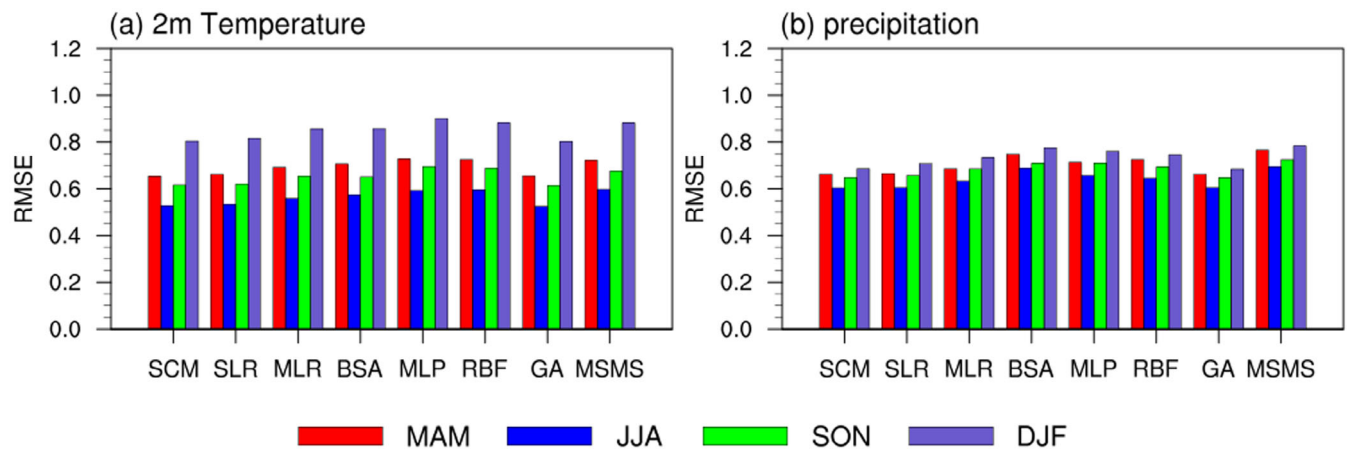 (a) 2m Temperature
1.2
1.0
0.8
0.6
0.4
0.2
0.0
RMSE
SCM SLR MLR BSA MLP RBF GA MSMS
(b) precipitation
1.2
1.0
0.8
0.6
0.4
0.2
0.0
RMSE
SCM SLR MLR BSA MLP RBF GA MSMS
MAM JJA SON DJF